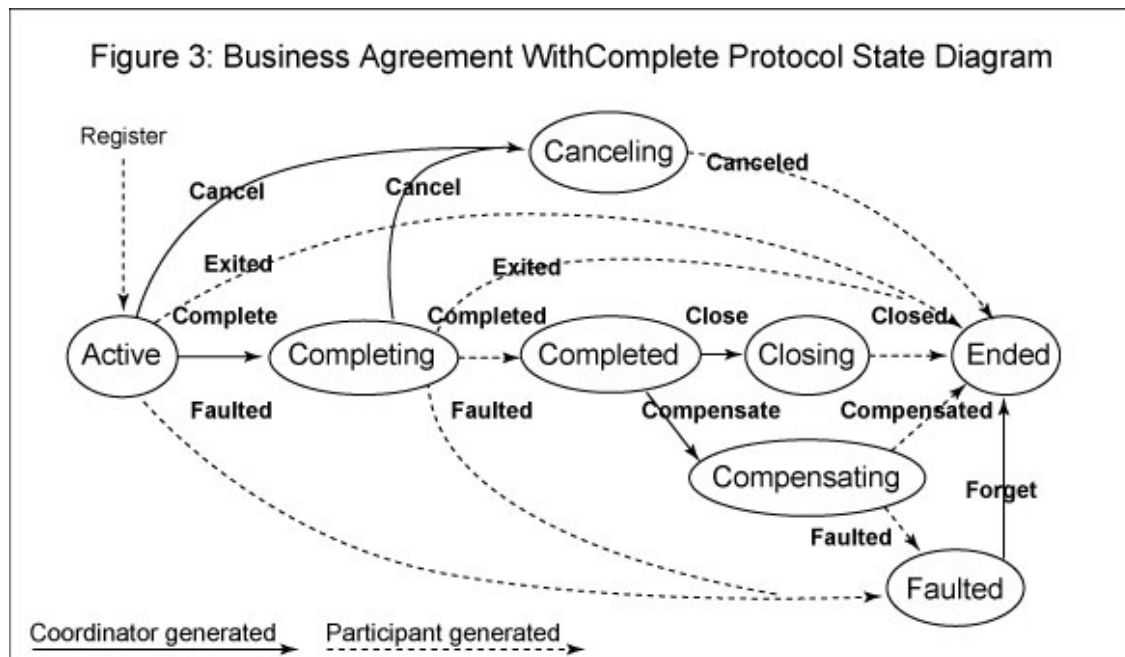 Figure 3: Business Agreement WithComplete Protocol State Diagram
Register
Canceling
Canceled
Cancel
Cancel
Exited
Exited
Complete
Completed
Close
Closed
Active
Completing
Completed
Closing
Ended
Faulted
Faulted
Compensate
Compensated
Compensating
Forget
Faulted
Faulted
Coordinator generated
Participant generated